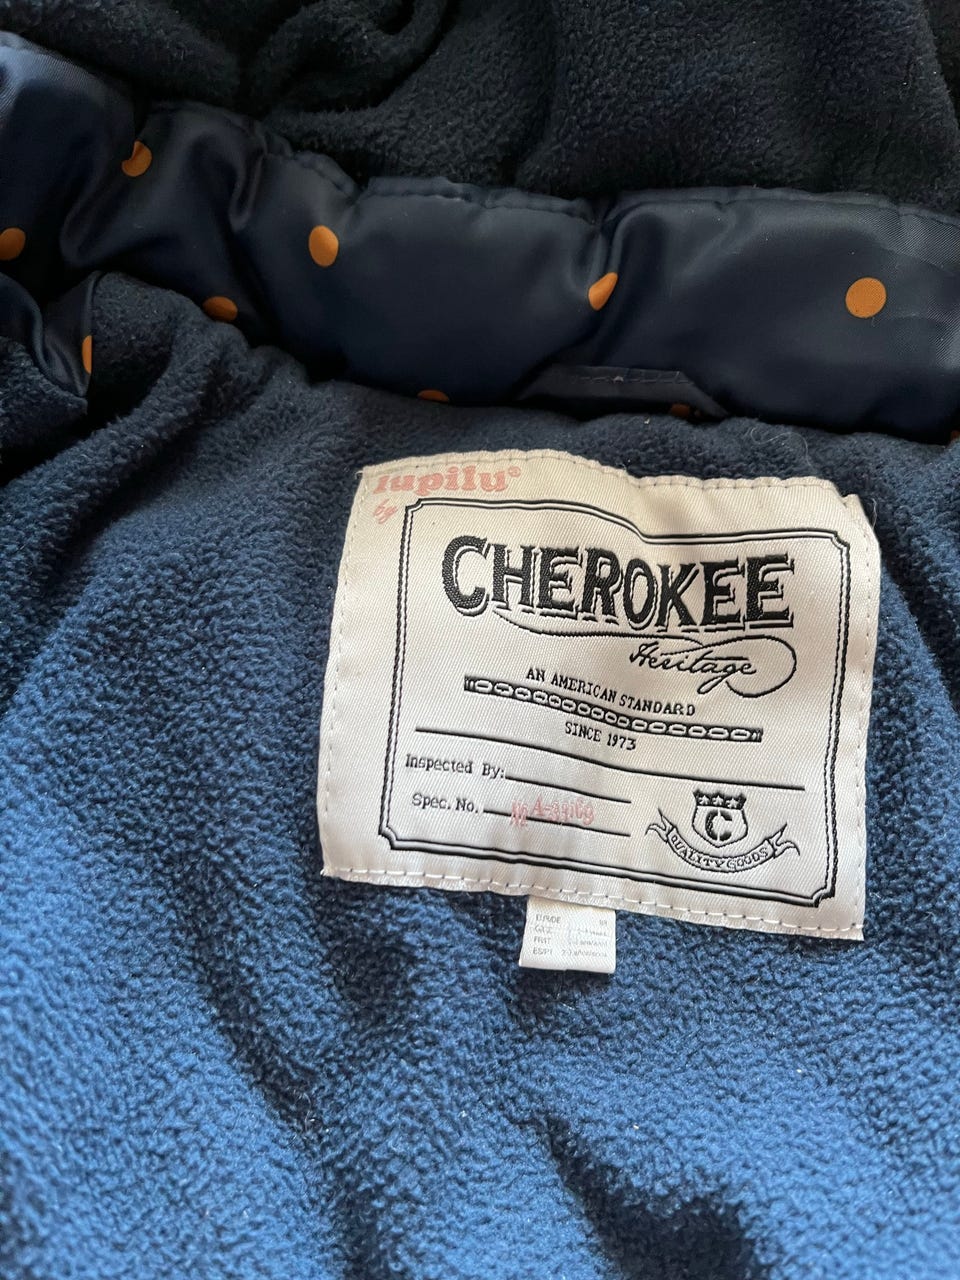 lupilu®
by
CHEROKEE
Heritage
AN AMERICAN STANDARD
SINCE 1973
Inspected By:
Spec. No.
C
QUALITY GOODS